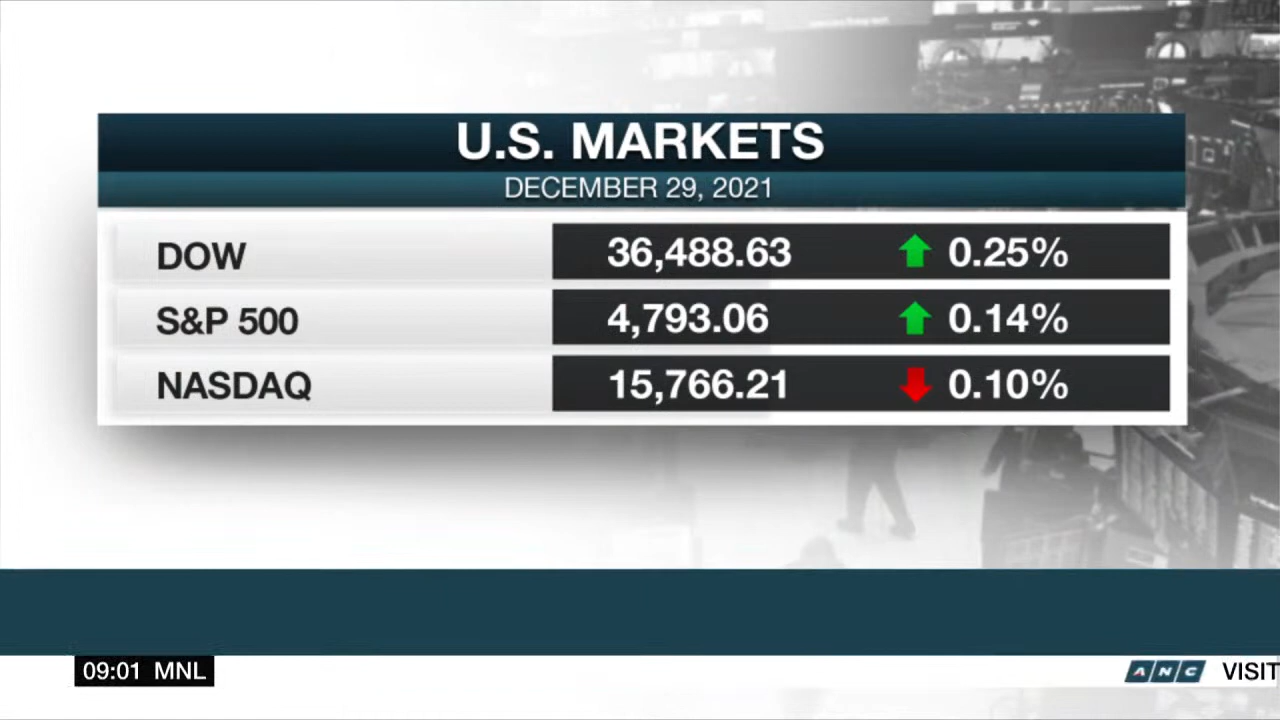 U.S. MARKETS
DECEMBER 29, 2021
DOW 36,488.63 0.25%
S&P 500 4,793.06 0.14%
NASDAQ 15,766.21 0.10%
09:01 MNL
ANC VISIT